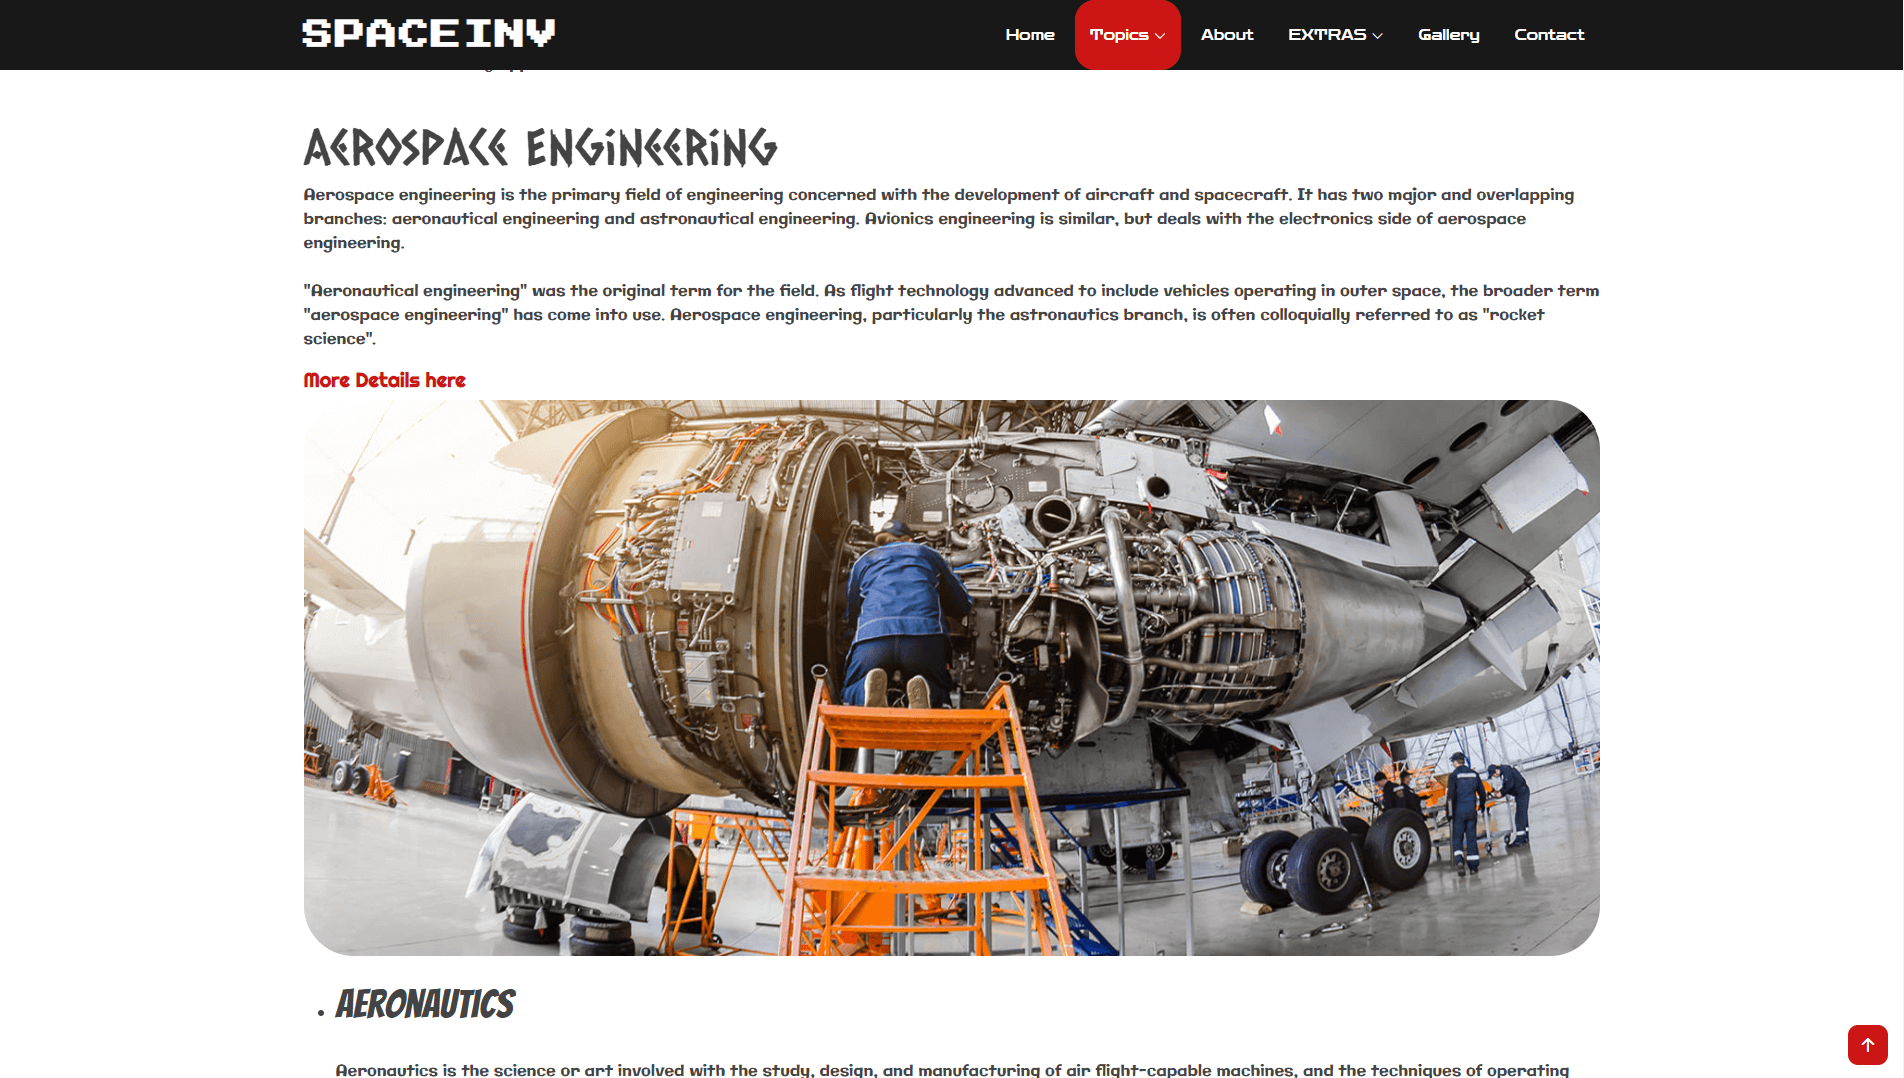 SPACEINV
Home Topics About EXTRAS Gallery Contact
AEROSPACE ENGINEERING
Aerospace engineering is the primary field of engineering concerned with the development of aircraft and spacecraft. It has two major and overlapping
branches: aeronautical engineering and astronautical engineering. Avionics engineering is similar, but deals with the electronics side of aerospace
engineering.
"Aeronautical engineering" was the original term for the field. As flight technology advanced to include vehicles operating in outer space, the broader term
"aerospace engineering" has come into use. Aerospace engineering, particularly the astronautics branch, is often colloquially referred to as "rocket
science".
More Details here
• AERONAUTICS
Aeronautics is the science or art involved with the study, design, and manufacturing of air flight-capable machines, and the techniques of operating